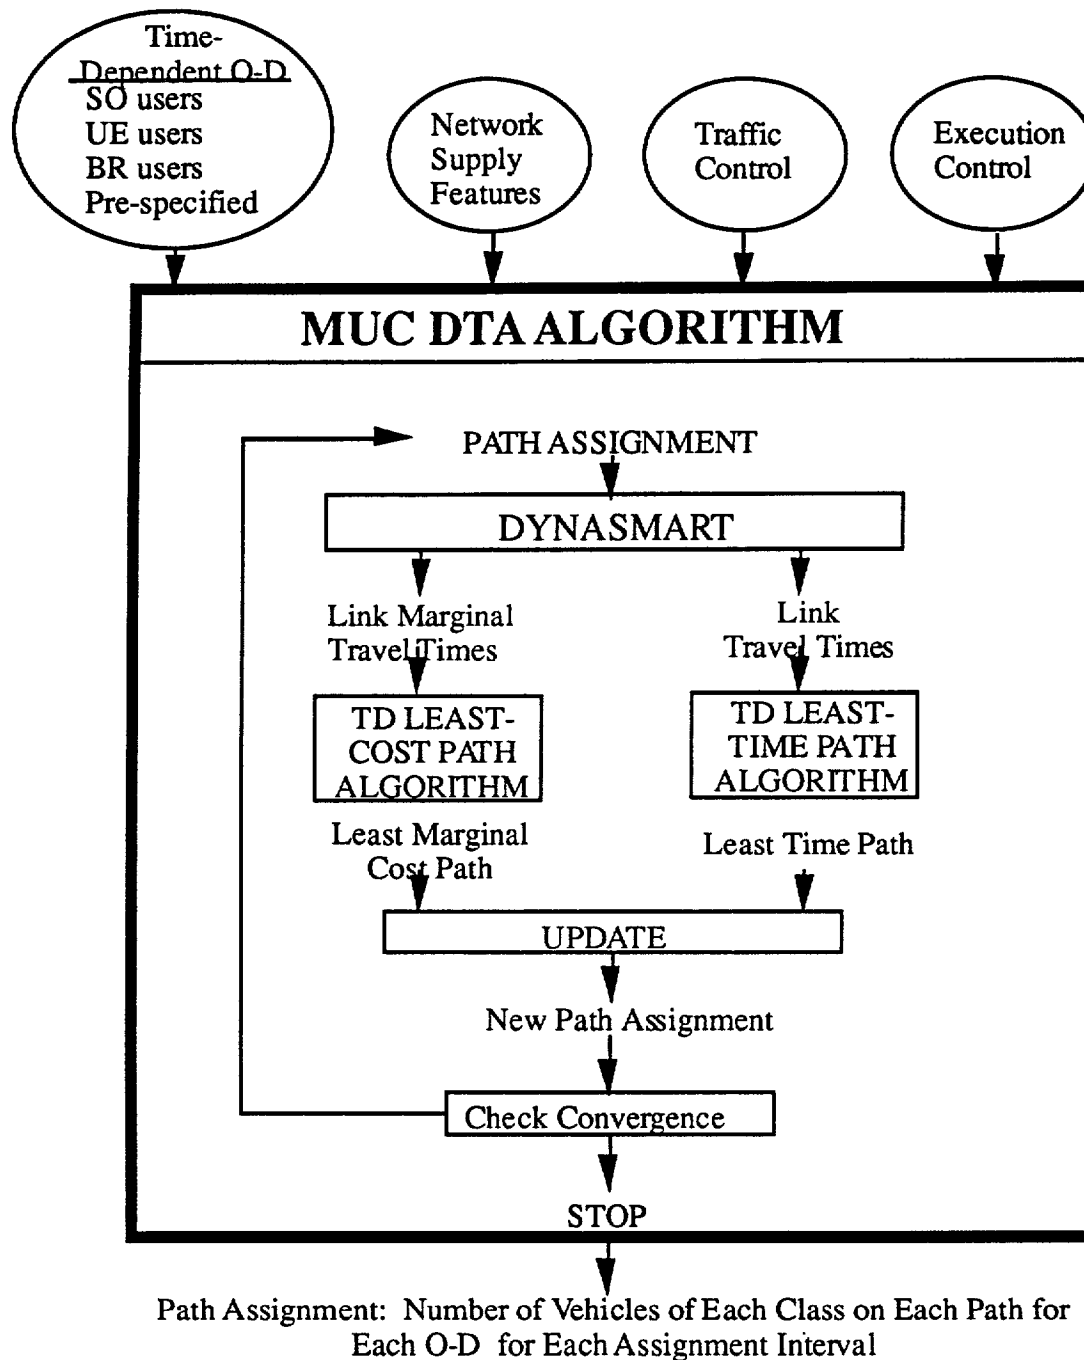 Time-
Dependent O-D
SO users
UE users
BR users
Pre-specified
Network
Supply
Features
Traffic
Control
Execution
Control
MUC DTA ALGORITHM
PATH ASSIGNMENT
DYNASMART
Link Marginal
Travel Times
Link
Travel Times
TD LEAST-
COST PATH
ALGORITHM
TD LEAST-
TIME PATH
ALGORITHM
Least Marginal
Cost Path
Least Time Path
UPDATE
New Path Assignment
Check Convergence
STOP
Path Assignment: Number of Vehicles of Each Class on Each Path for
Each O-D for Each Assignment Interval